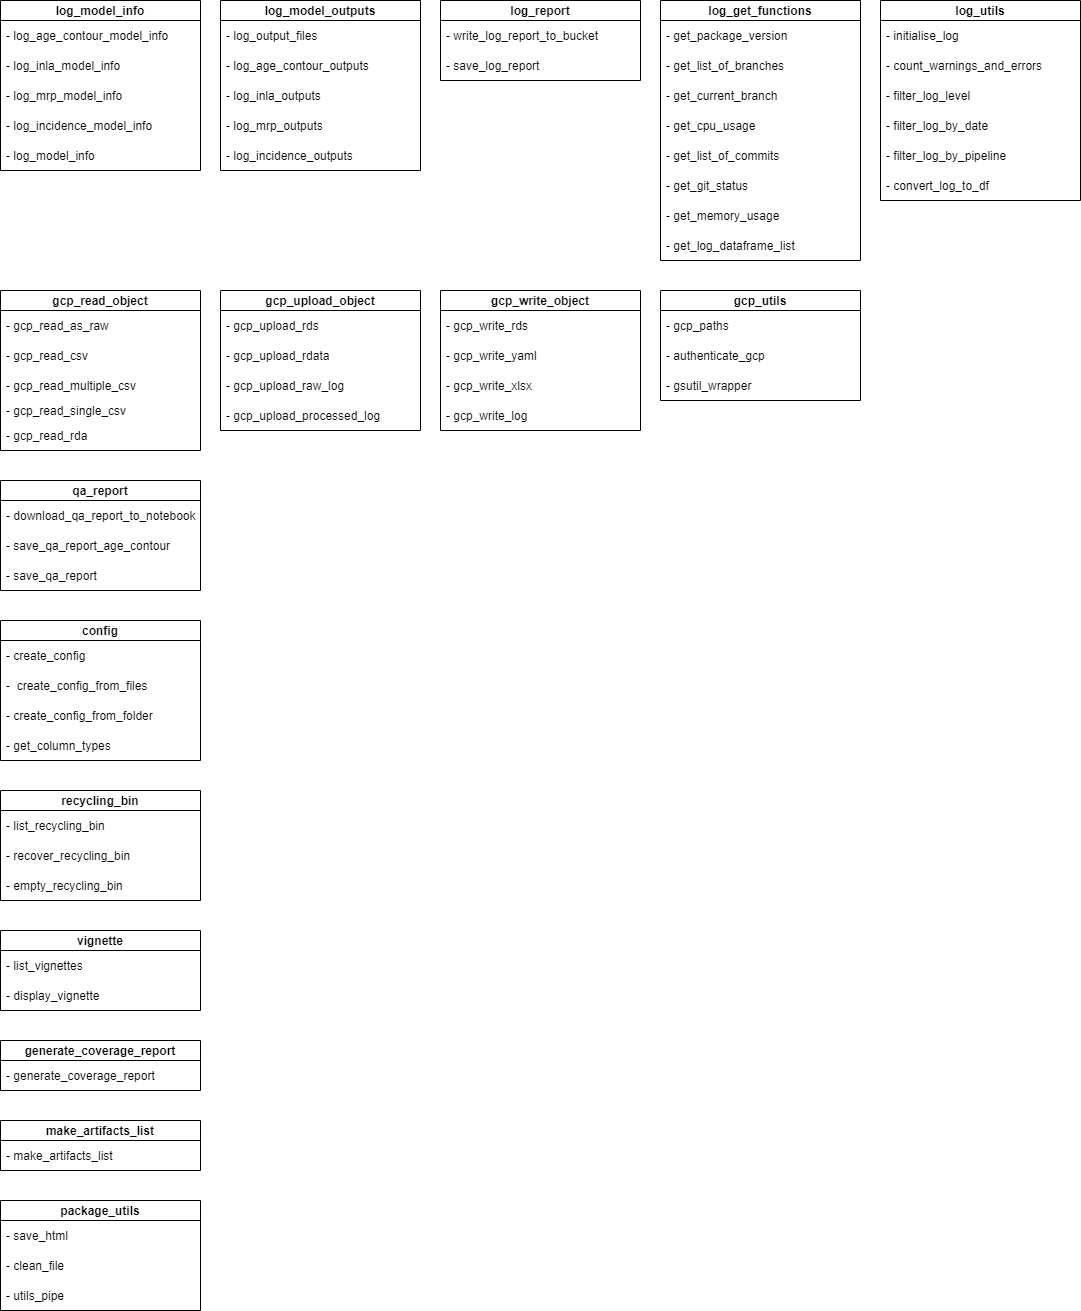 log_model_info
- log_age_contour_model_info
- log_inla_model_info
- log_mrp_model_info
- log_incidence_model_info
- log_model_info
log_model_outputs
- log_output_files
- log_age_contour_outputs
- log_inla_outputs
- log_mrp_outputs
- log_incidence_outputs
log_report
- write_log_report_to_bucket
- save_log_report
log_get_functions
- get_package_version
- get_list_of_branches
- get_current_branch
- get_cpu_usage
- get_list_of_commits
- get_git_status
- get_memory_usage
- get_log_dataframe_list
log_utils
- initialise_log
- count_warnings_and_errors
- filter_log_level
- filter_log_by_date
- filter_log_by_pipeline
- convert_log_to_df
gcp_read_object
- gcp_read_as_raw
- gcp_read_csv
- gcp_read_multiple_csv
- gcp_read_single_csv
- gcp_read_rda
gcp_upload_object
- gcp_upload_rds
- gcp_upload_rdata
- gcp_upload_raw_log
- gcp_upload_processed_log
gcp_write_object
- gcp_write_rds
- gcp_write_yaml
- gcp_write_xlsx
- gcp_write_log
gcp_utils
- gcp_paths
- authenticate_gcp
- gsutil_wrapper
qa_report
- download_qa_report_to_notebook
- save_qa_report_age_contour
- save_qa_report
config
- create_config
- create_config_from_files
- create_config_from_folder
- get_column_types
recycling_bin
- list_recycling_bin
- recover_recycling_bin
- empty_recycling_bin
vignette
- list_vignettes
- display_vignette
generate_coverage_report
- generate_coverage_report
make_artifacts_list
- make_artifacts_list
package_utils
- save_html
- clean_file
- utils_pipe